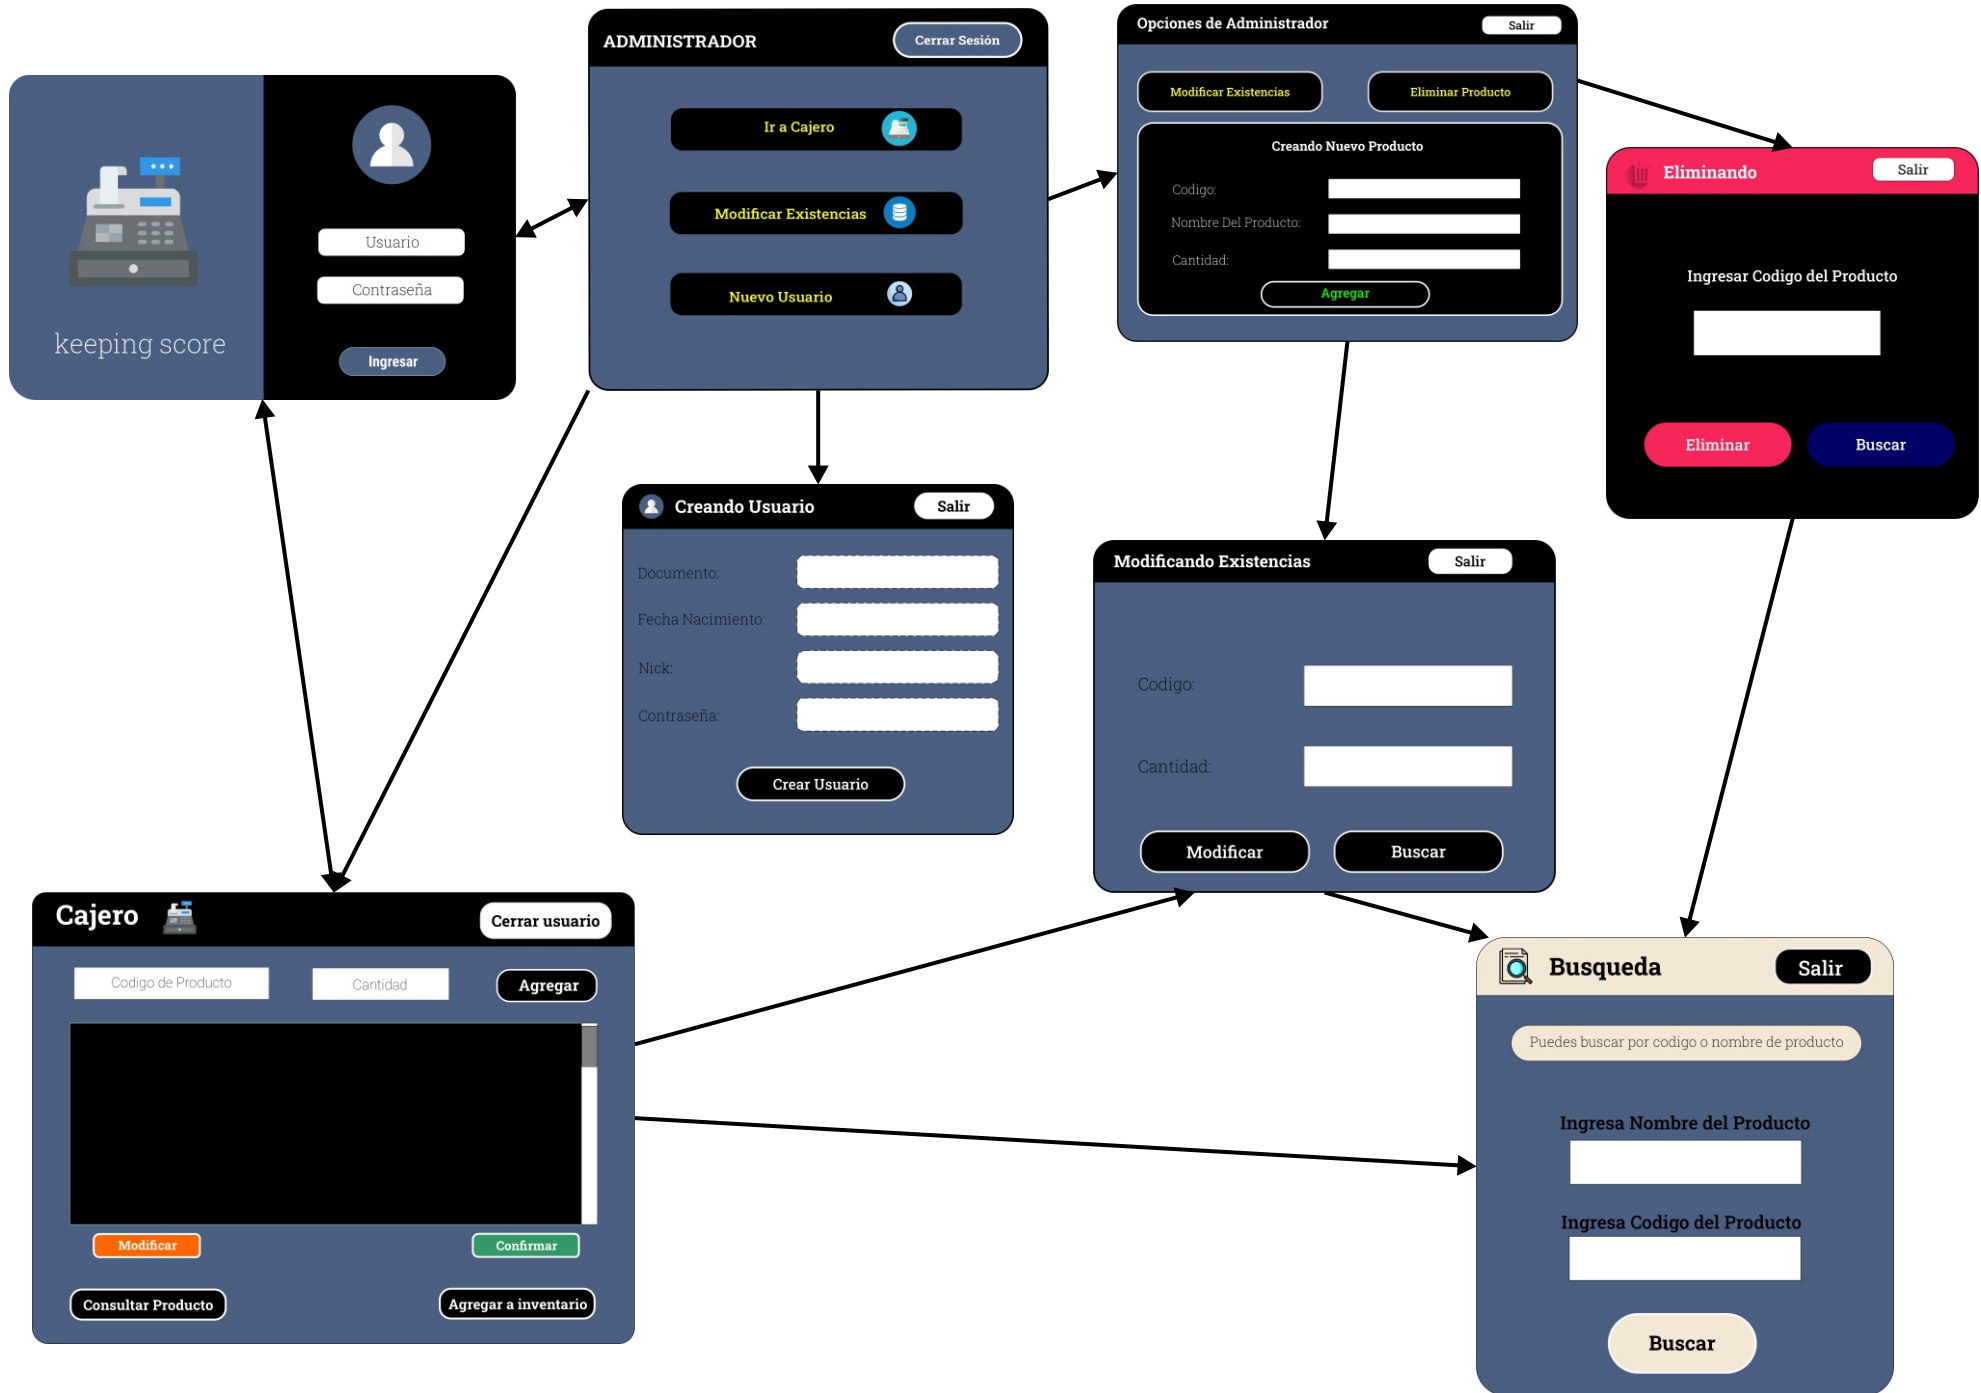 keeping score
Usuario
Contraseña
Ingresar
ADMINISTRADOR
Cerrar Sesión
Ir a Cajero
Modificar Existencias
Nuevo Usuario
Opciones de Administrador
Salir
Modificar Existencias
Eliminar Producto
Creando Nuevo Producto
Codigo:
Nombre Del Producto:
Cantidad:
Agregar
Eliminando
Salir
Ingresar Codigo del Producto
Eliminar
Buscar
Creando Usuario
Salir
Documento:
Fecha Nacimiento:
Nick:
Contraseña:
Crear Usuario
Modificando Existencias
Salir
Codigo:
Cantidad:
Modificar
Buscar
Cajero
Cerrar usuario
Codigo de Producto
Cantidad
Agregar
Modificar
Confirmar
Consultar Producto
Agregar a inventario
Busqueda
Salir
Puedes buscar por codigo o nombre de producto
Ingresa Nombre del Producto
Ingresa Codigo del Producto
Buscar